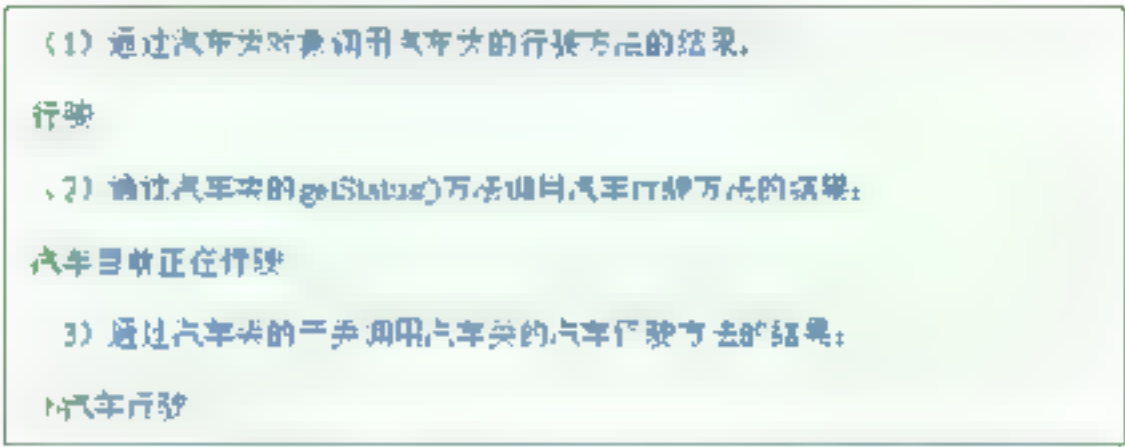 (1) 通过汽车类对象调用汽车类的行驶方法的结果:
行驶
(2) 通过汽车类的getStatus()方法调用汽车行驶方法的结果:
汽车目前正在行驶
3) 通过汽车类的子类调用汽车类的汽车行驶方法的结果:
汽车行驶